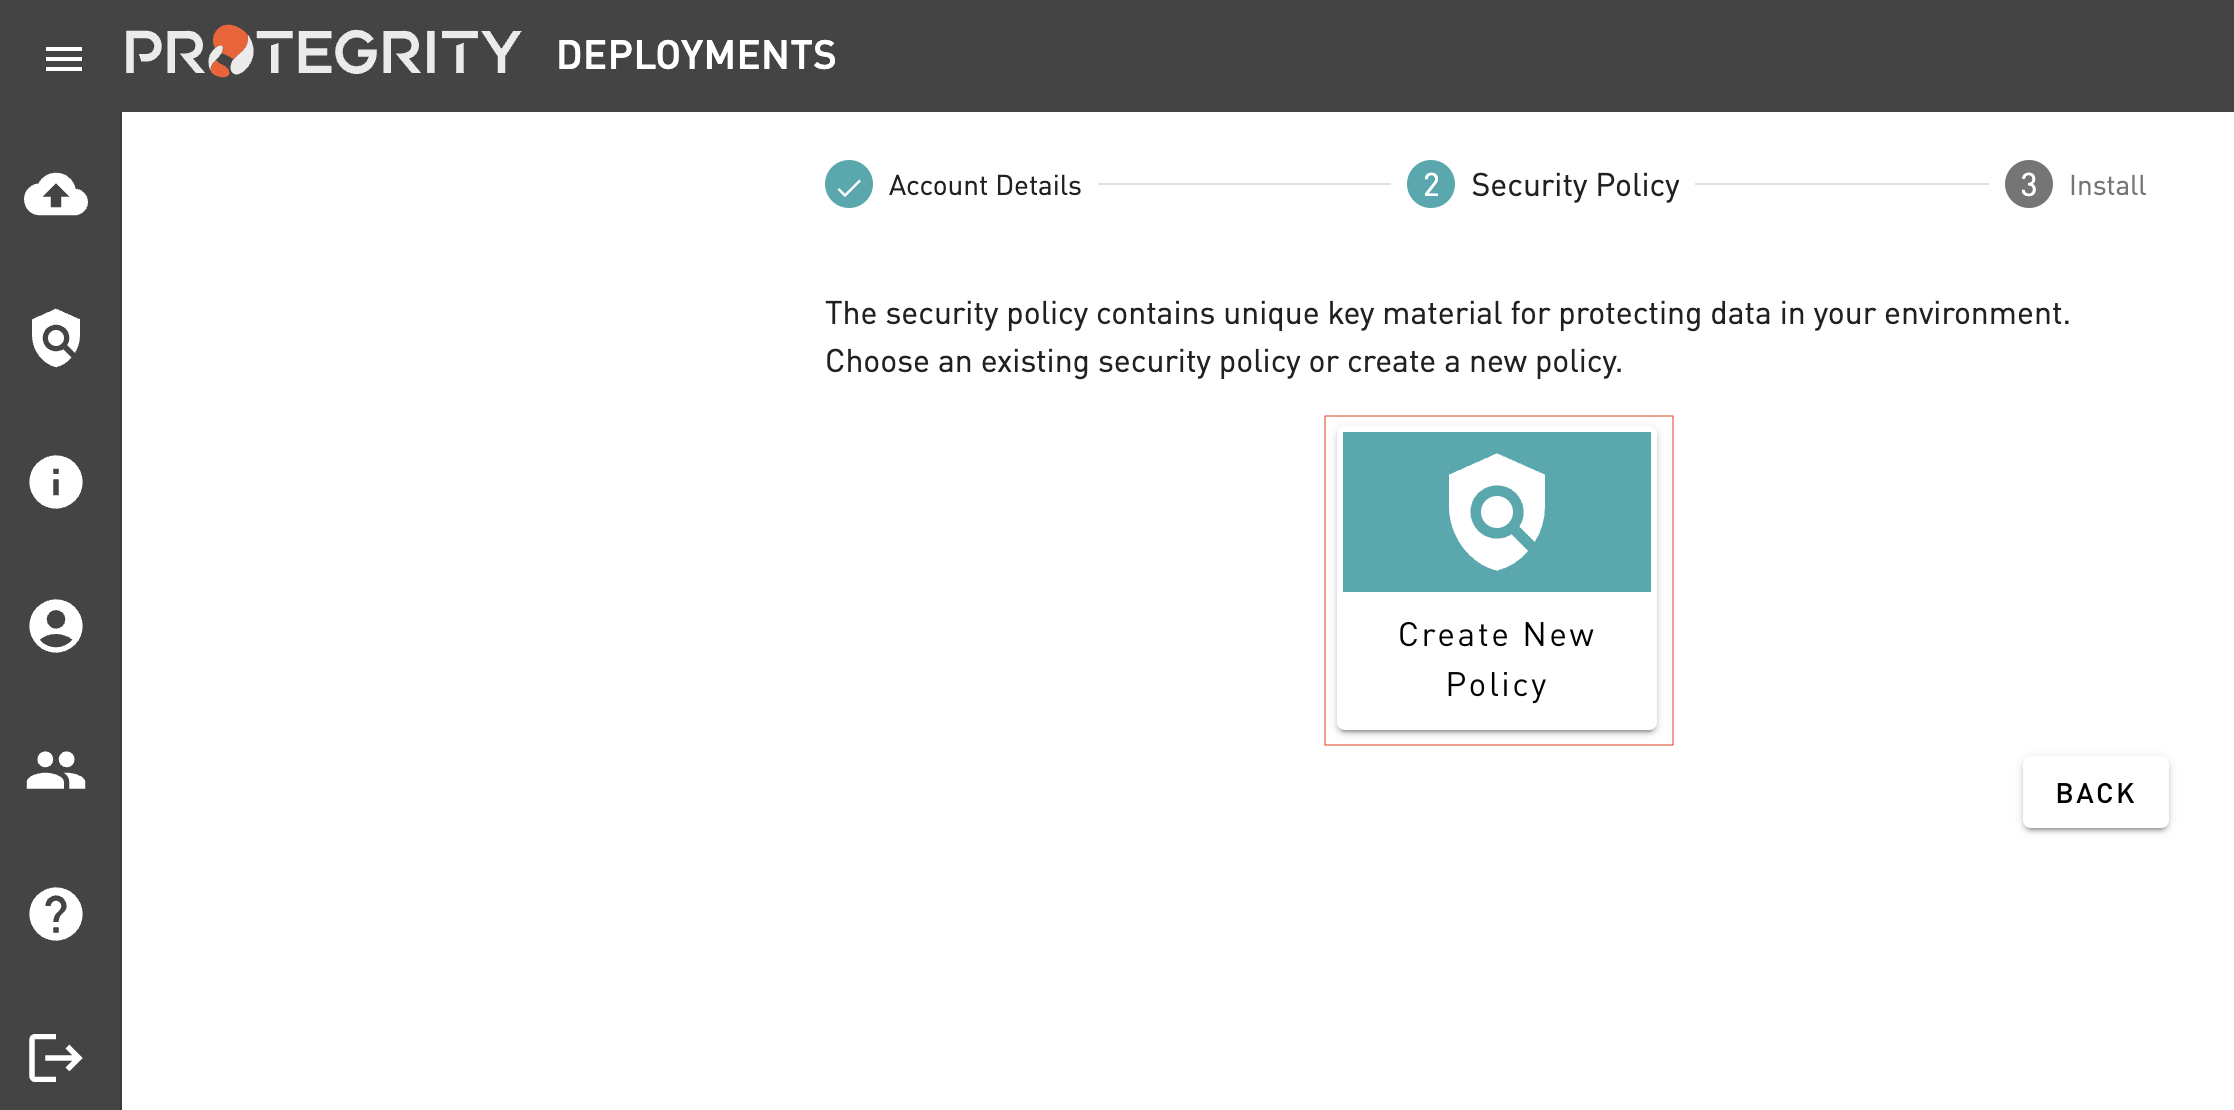 PROTEGRITY DEPLOYMENTS
Account Details
2 Security Policy
3 Install
The security policy contains unique key material for protecting data in your environment.
Choose an existing security policy or create a new policy.
Create New
Policy
BACK